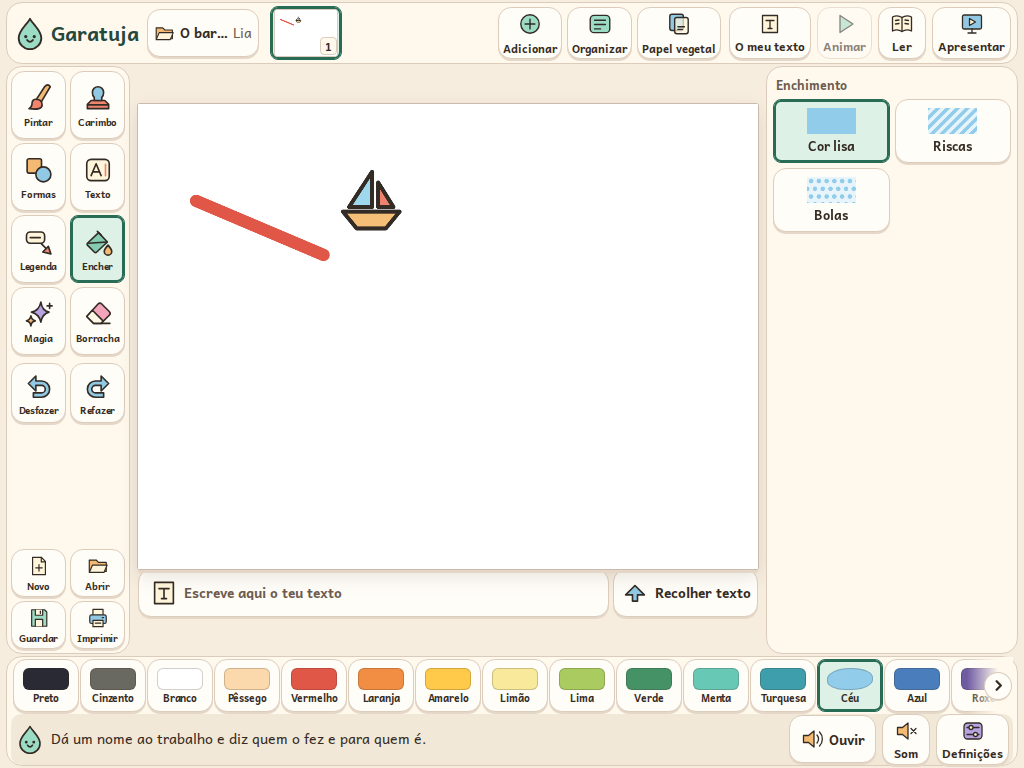 Garatuja
O bar... Lia
1
Adicionar
Organizar
Papel vegetal
O meu texto
Animar
Ler
Apresentar
Pintar
Carimbo
Formas
Texto
Legenda
Encher
Magia
Borracha
Desfazer
Refazer
Novo
Abrir
Guardar
Imprimir
Enchimento
Cor lisa
Riscas
Bolas
Escreve aqui o teu texto
Recolher texto
Preto
Cinzento
Branco
Pêssego
Vermelho
Laranja
Amarelo
Limão
Lima
Verde
Menta
Turquesa
Céu
Azul
Dá um nome ao trabalho e diz quem o fez e para quem é.
Ouvir
Som
Definições